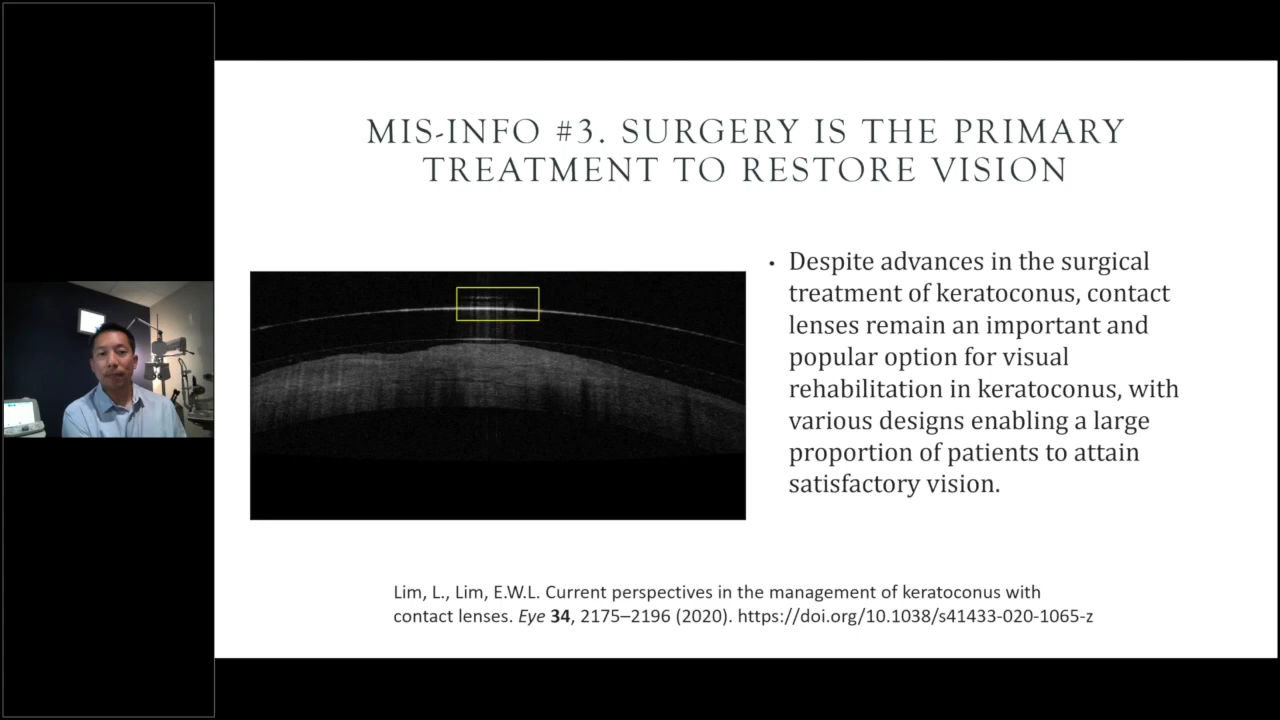 MIS-INFO #3. SURGERY IS THE PRIMARY
TREATMENT TO RESTORE VISION
• Despite advances in the surgical
treatment of keratoconus, contact
lenses remain an important and
popular option for visual
rehabilitation in keratoconus, with
various designs enabling a large
proportion of patients to attain
satisfactory vision.
Lim, L., Lim, E.W.L. Current perspectives in the management of keratoconus with
contact lenses. Eye 34, 2175–2196 (2020). https://doi.org/10.1038/s41433-020-1065-z